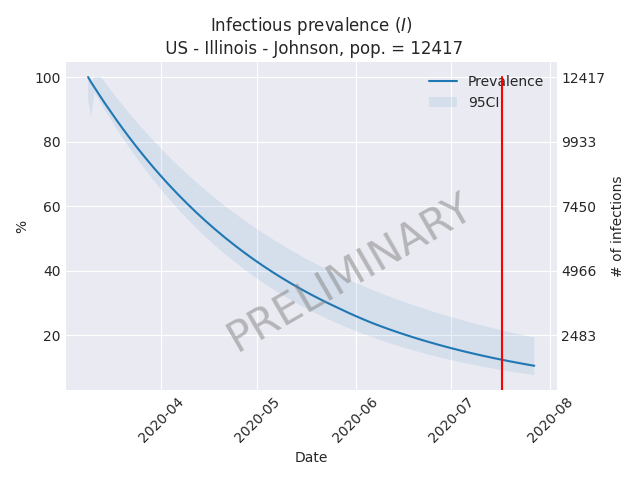 Infectious prevalence (I)
US - Illinois - Johnson, pop. = 12417
100
80
60
40
20
%
12417
9933
7450
4966
2483
# of infections
Prevalence
95CI
PRELIMINARY
2020-04
2020-05
2020-06
2020-07
2020-08
Date